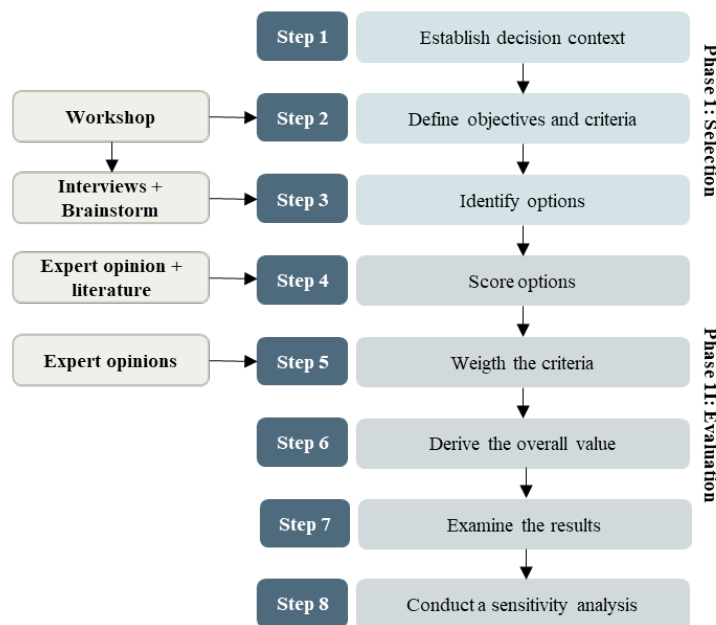 Step 1
Establish decision context
Workshop
Step 2
Define objectives and criteria
Interviews +
Brainstorm
Step 3
Identify options
Expert opinion +
literature
Step 4
Score options
Expert opinions
Step 5
Weigth the criteria
Step 6
Derive the overall value
Step 7
Examine the results
Step 8
Conduct a sensitivity analysis
Phase 1: Selection
Phase 1I: Evaluation